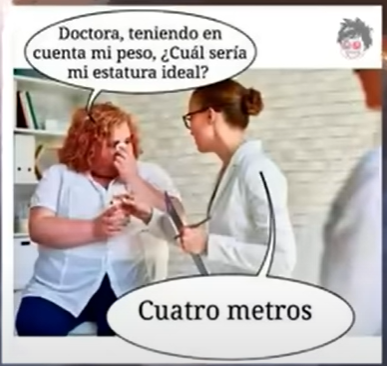 Doctora, teniendo en
cuenta mi peso, ¿Cuál sería
mi estatura ideal?
Cuatro metros